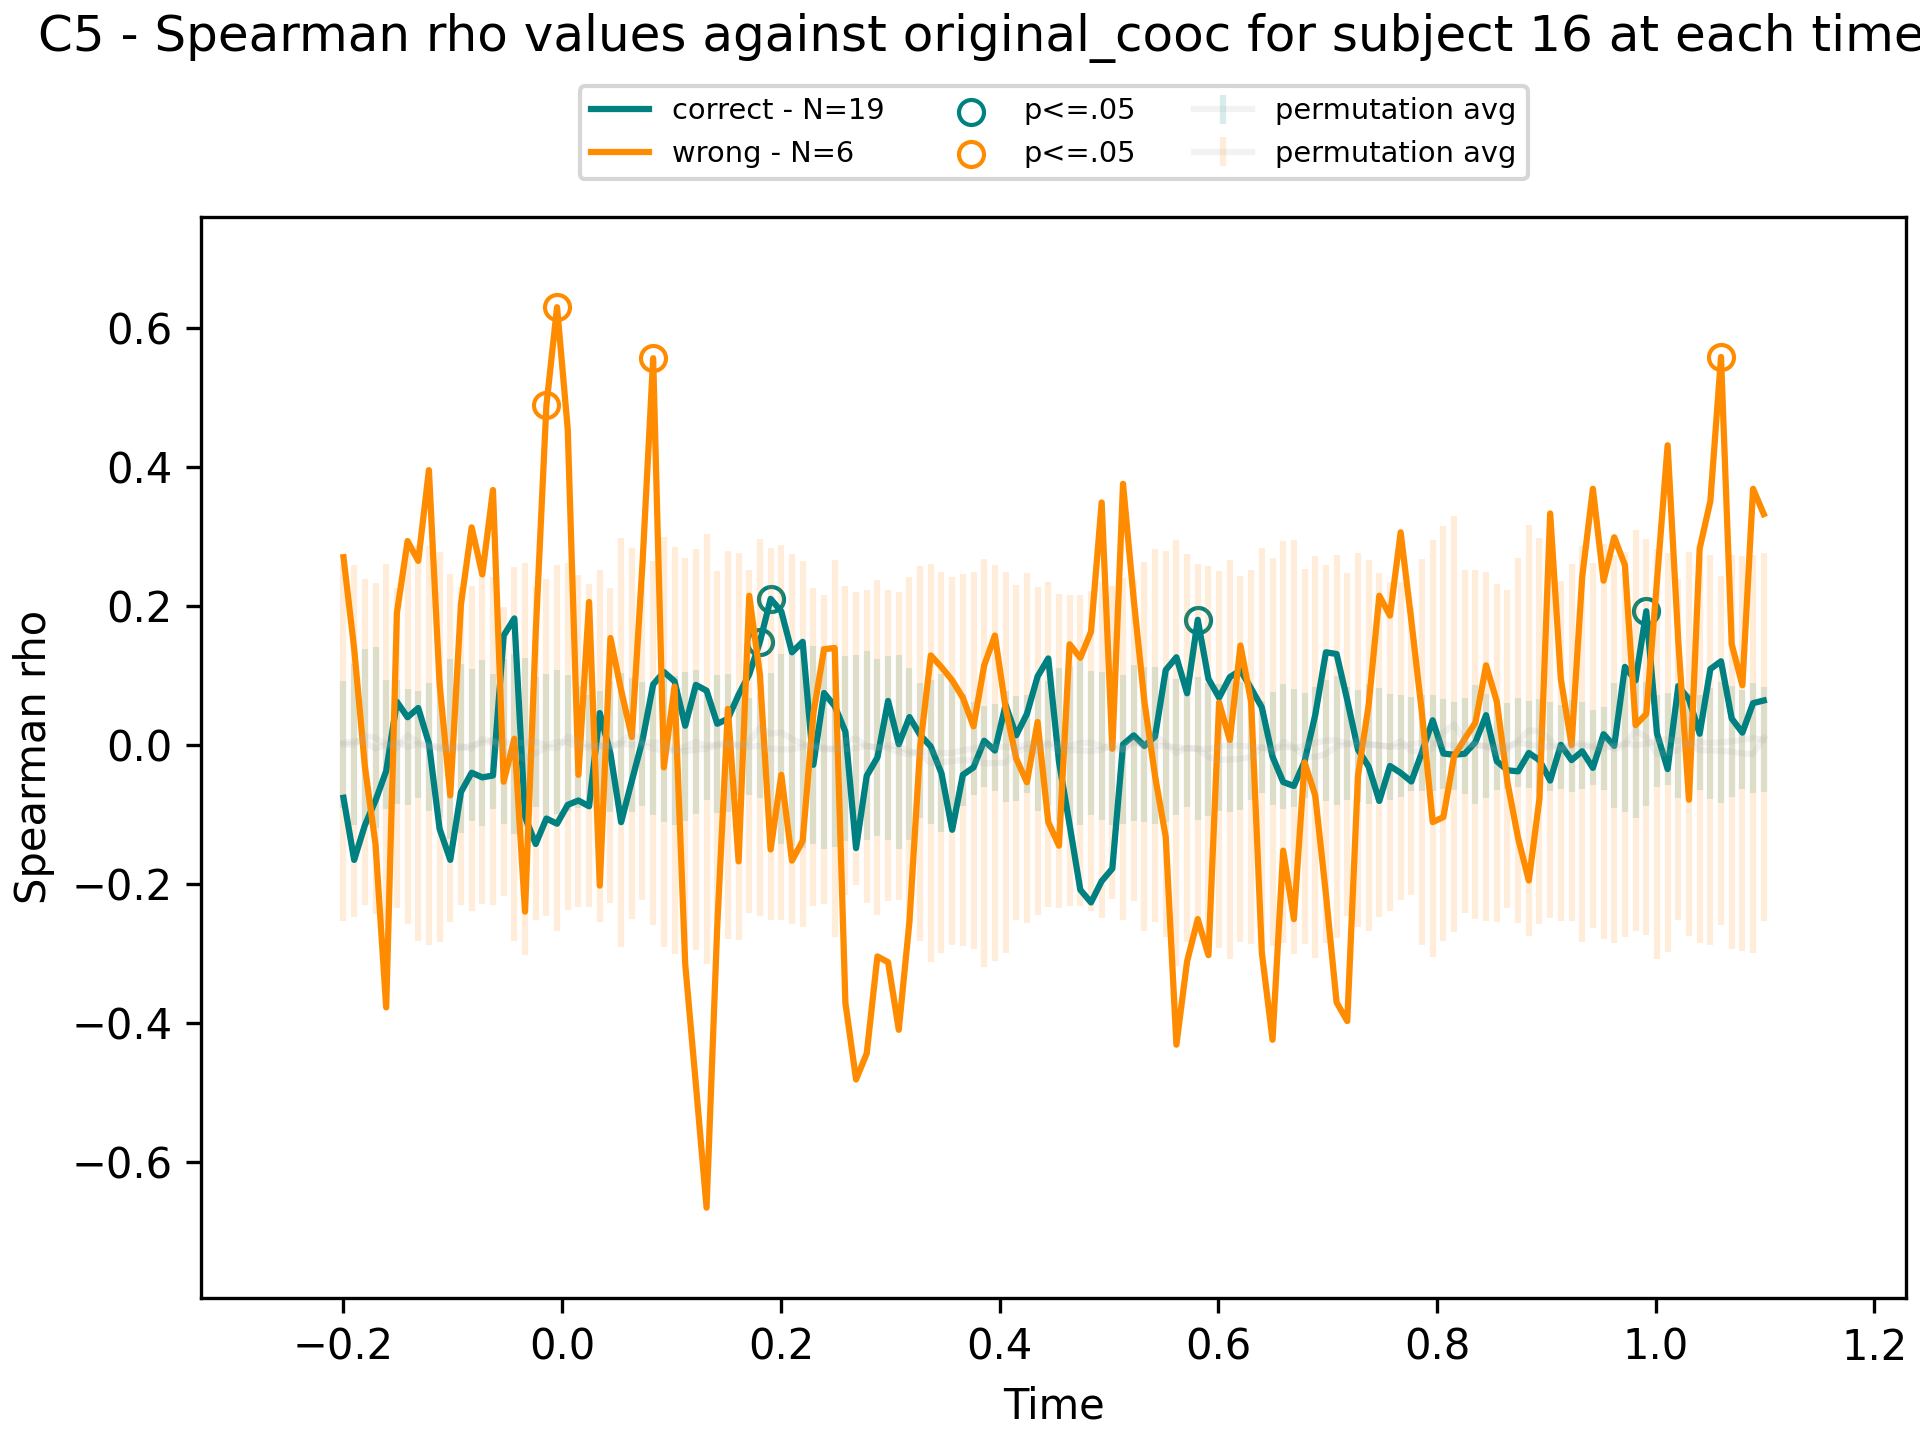 C5 - Spearman rho values against original_cooc for subject 16 at each time
correct - N=19
wrong - N=6
p<=.05
p<=.05
permutation avg
permutation avg
Spearman rho
0.6
0.4
0.2
0.0
−0.2
−0.4
−0.6
−0.2 0.0 0.2 0.4 0.6 0.8 1.0 1.2
Time